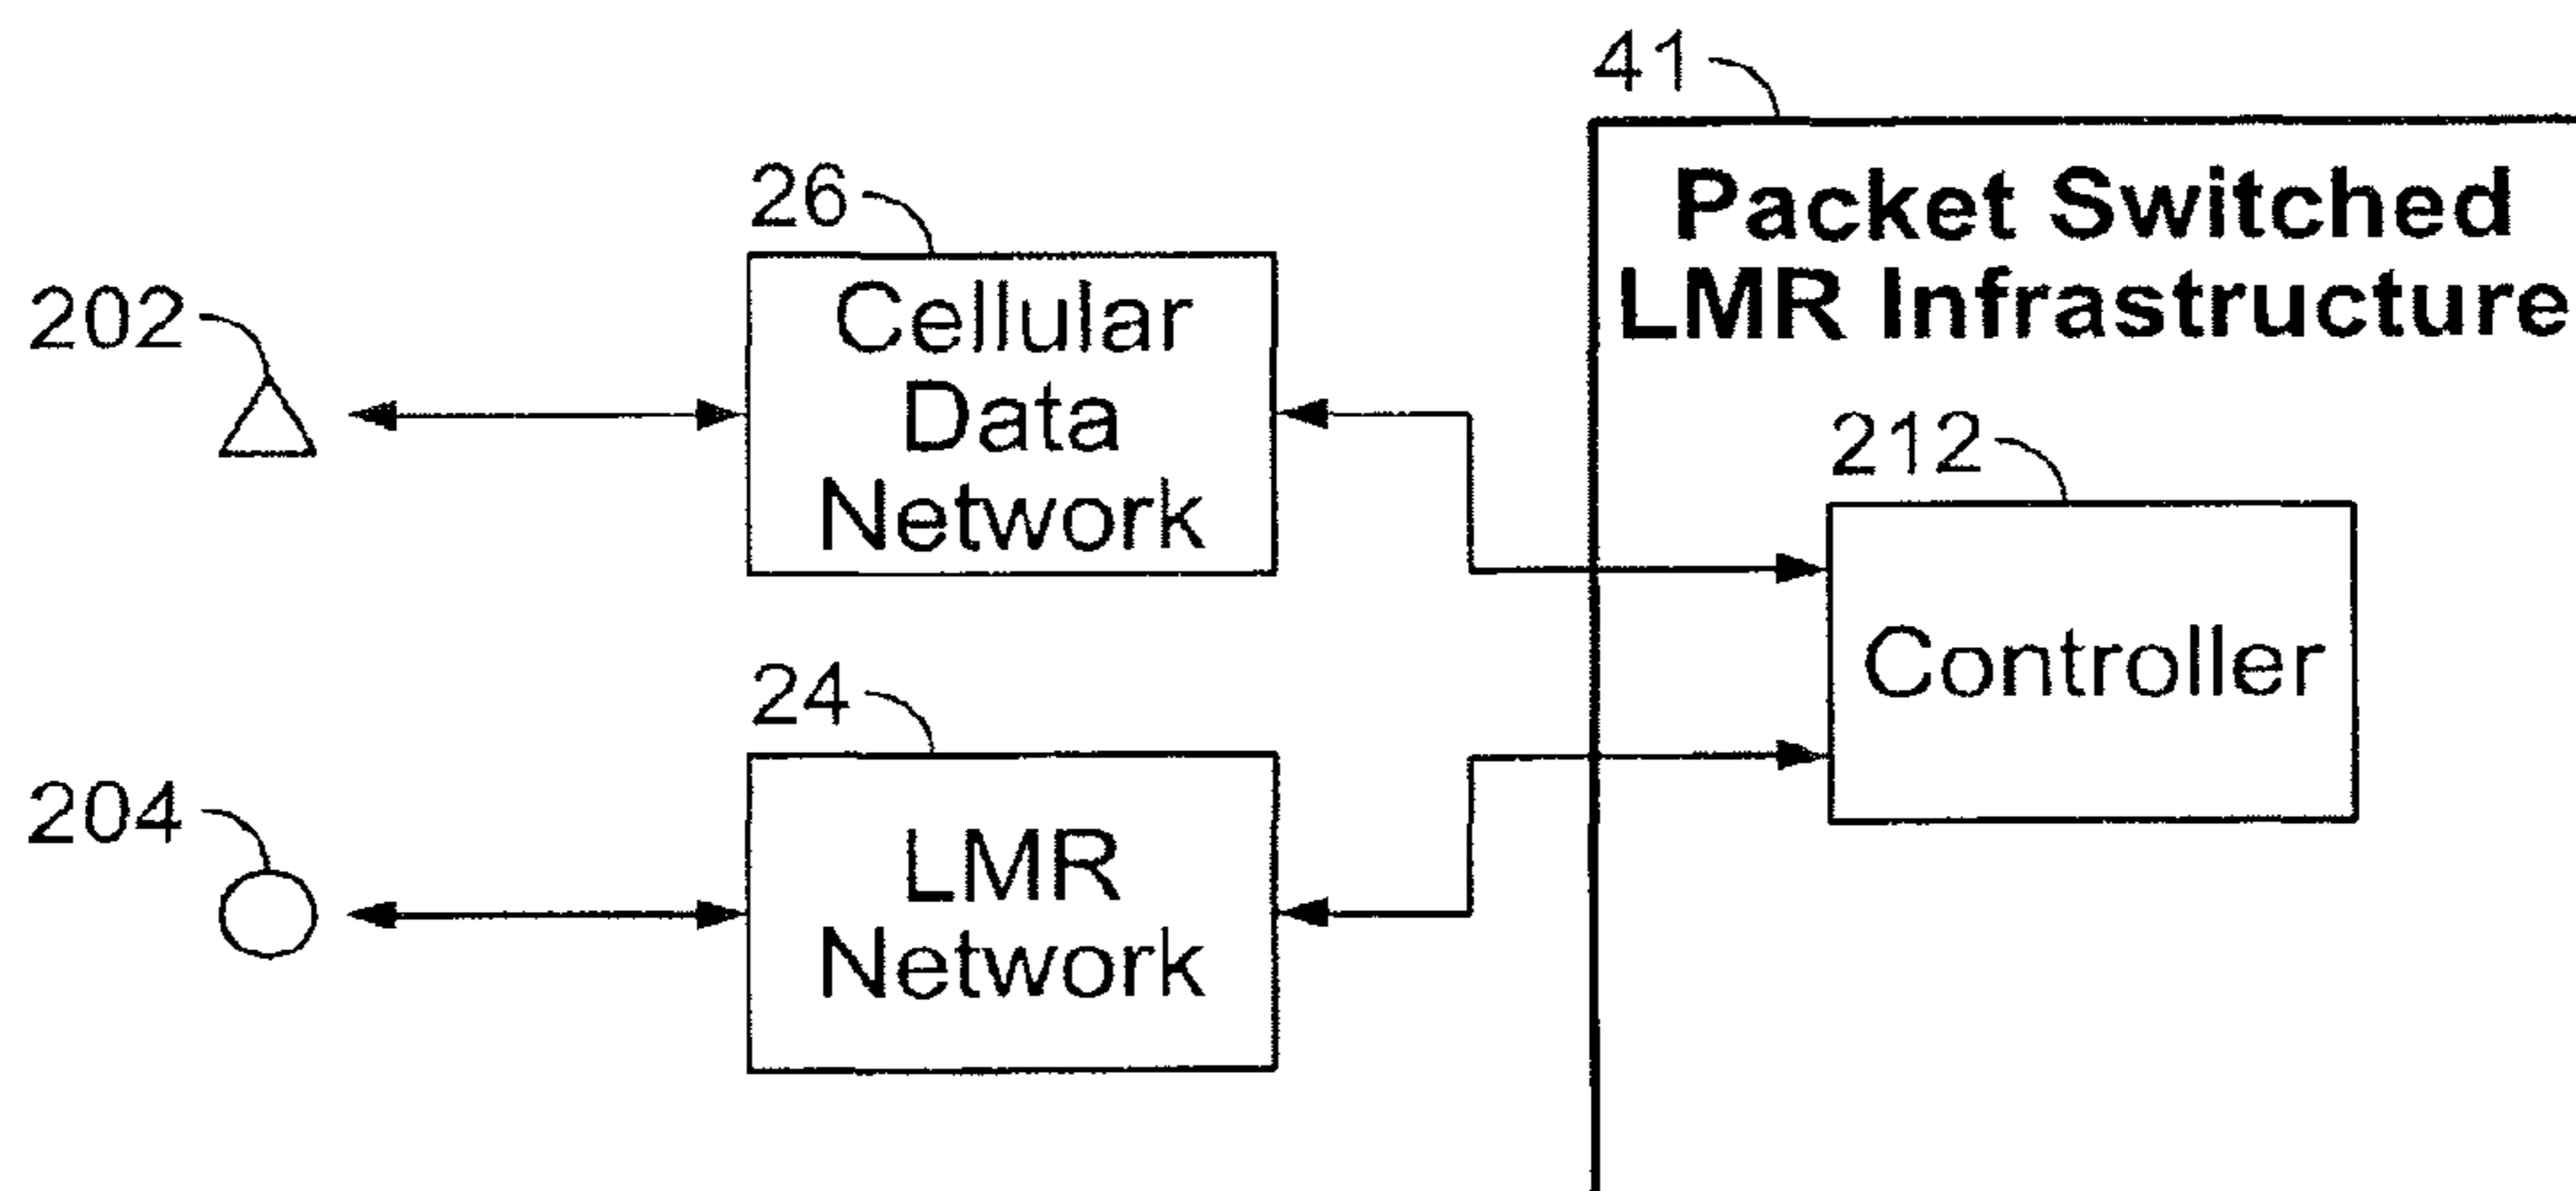 41
Packet Switched
LMR Infrastructure
26
Cellular
Data
Network
202
212
Controller
24
LMR
Network
204